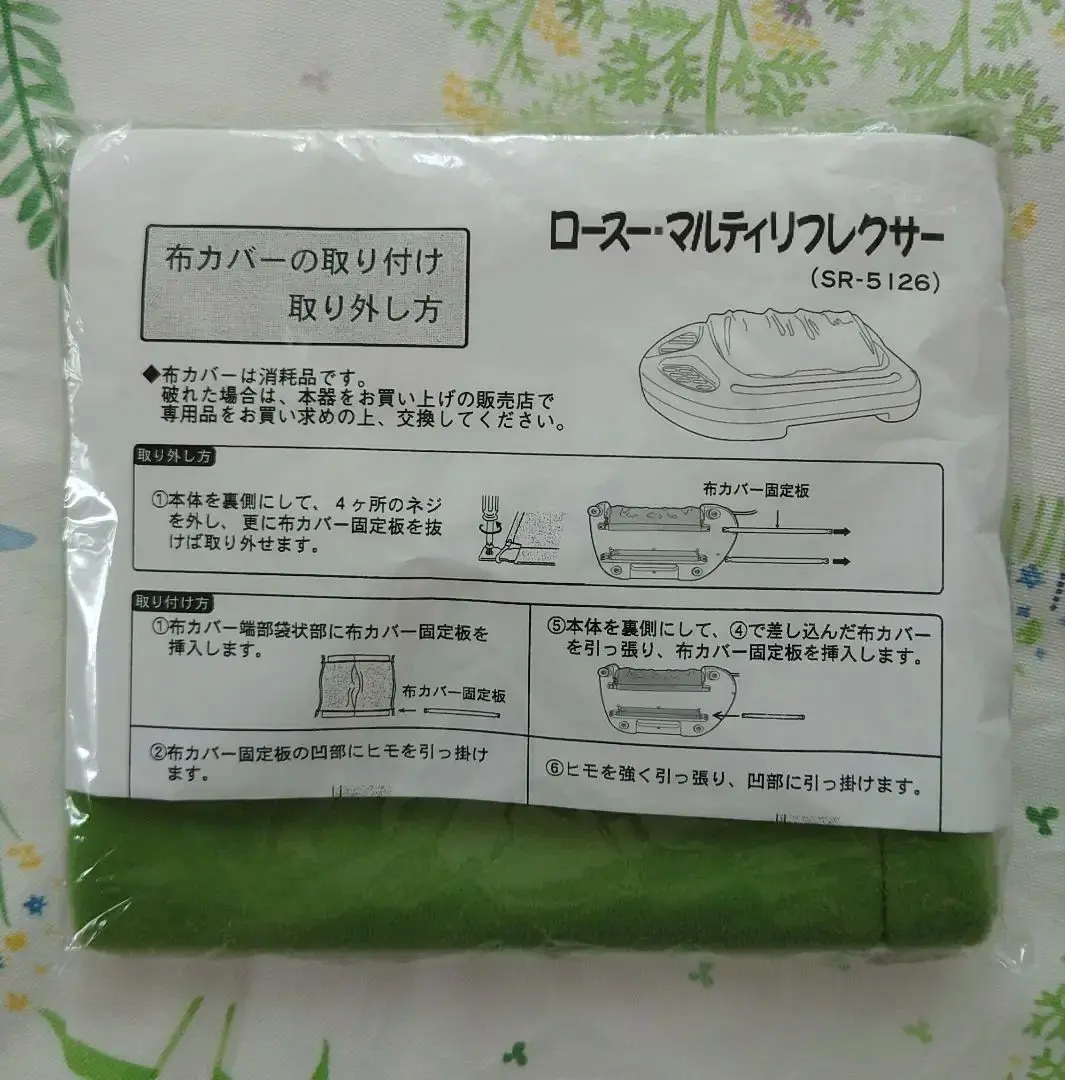 布カバーの取り付け
取り外し方
ロースー・マルティリフレクサー
(SR-5126)
◆布カバーは消耗品です。
破れた場合は、本器をお買い上げの販売店で
専用品をお買い求めの上、交換してください。
取り外し方
①本体を裏側にして、4ヶ所のネジ
を外し、更に布カバー固定板を抜
けば取り外せます。
布カバー固定板
取り付け方
①布カバー端部袋状部に布カバー固定板を
挿入します。
布カバー固定板
②布カバー固定板の凹部にヒモを引っ掛け
ます。
⑤本体を裏側にして、④で差し込んだ布カバー
を引っ張り、布カバー固定板を挿入します。
⑥ヒモを強く引っ張り、凹部に引っ掛けます。